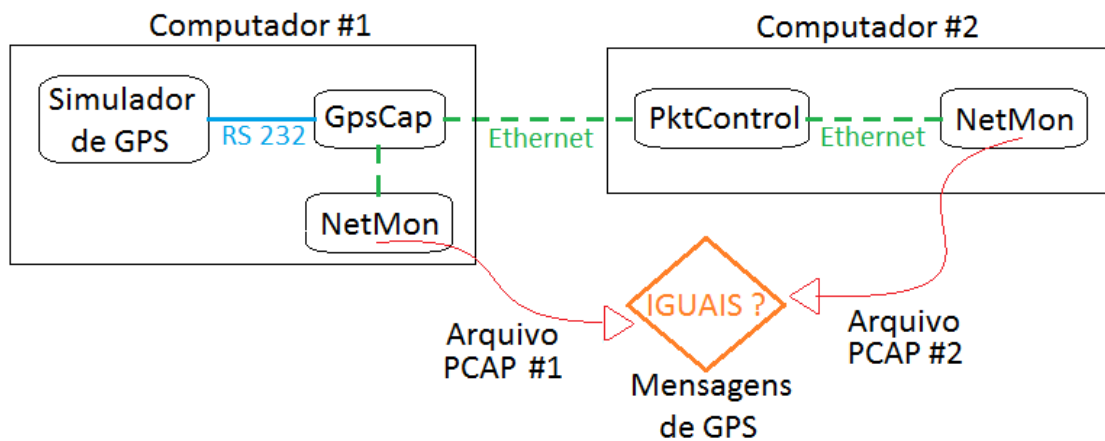 Computador #1
Computador #2
Simulador
de GPS
RS 232
GpsCap
Ethernet
PktControl
Ethernet
NetMon
NetMon
IGUAIS ?
Arquivo
PCAP #1
Arquivo
PCAP #2
Mensagens
de GPS